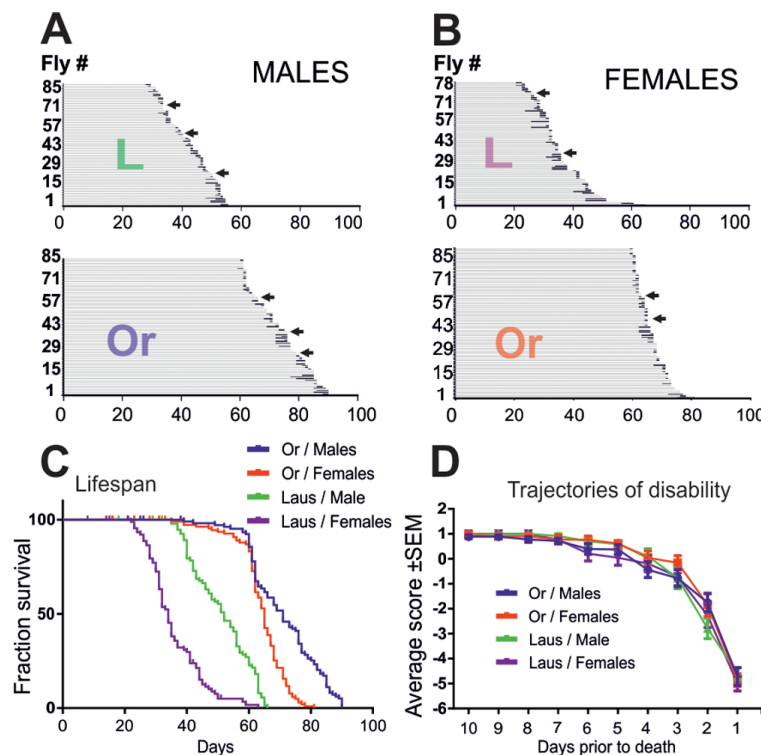 A
Fly #
MALES
85
71
57
43
29
15
1
L
0 20 40 60 80 100
85
71
57
43
29
15
1
Or
0 20 40 60 80 100
B
Fly #
FEMALES
78
71
57
43
29
15
1
L
0 20 40 60 80 100
85
71
57
43
29
15
1
Or
0 20 40 60 80 100
C
Lifespan
Or / Males
Or / Females
Laus / Male
Laus / Females
Fraction survival
100
50
0
0 20 40 60 80 100
Days
D
Trajectories of disability
Average score ±SEM
2
1
0
-1
-2
-3
-4
-5
-6
Or / Males
Or / Females
Laus / Male
Laus / Females
10 9 8 7 6 5 4 3 2 1
Days prior to death